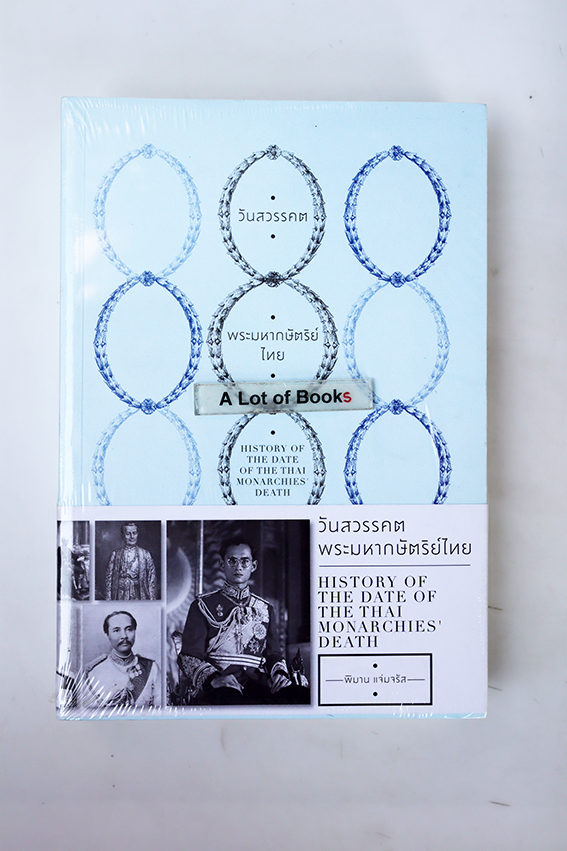 วันสวรรคต
พระมหากษัตริย์
ไทย
A Lot of Books
HISTORY OF
THE DATE
OF THE THAI
MONARCHIES'
DEATH
วันสวรรคต
พระมหากษัตริย์ไทย
HISTORY OF
THE DATE OF
THE THAI
MONARCHIES'
DEATH
พิมาน แจ่มจรัส